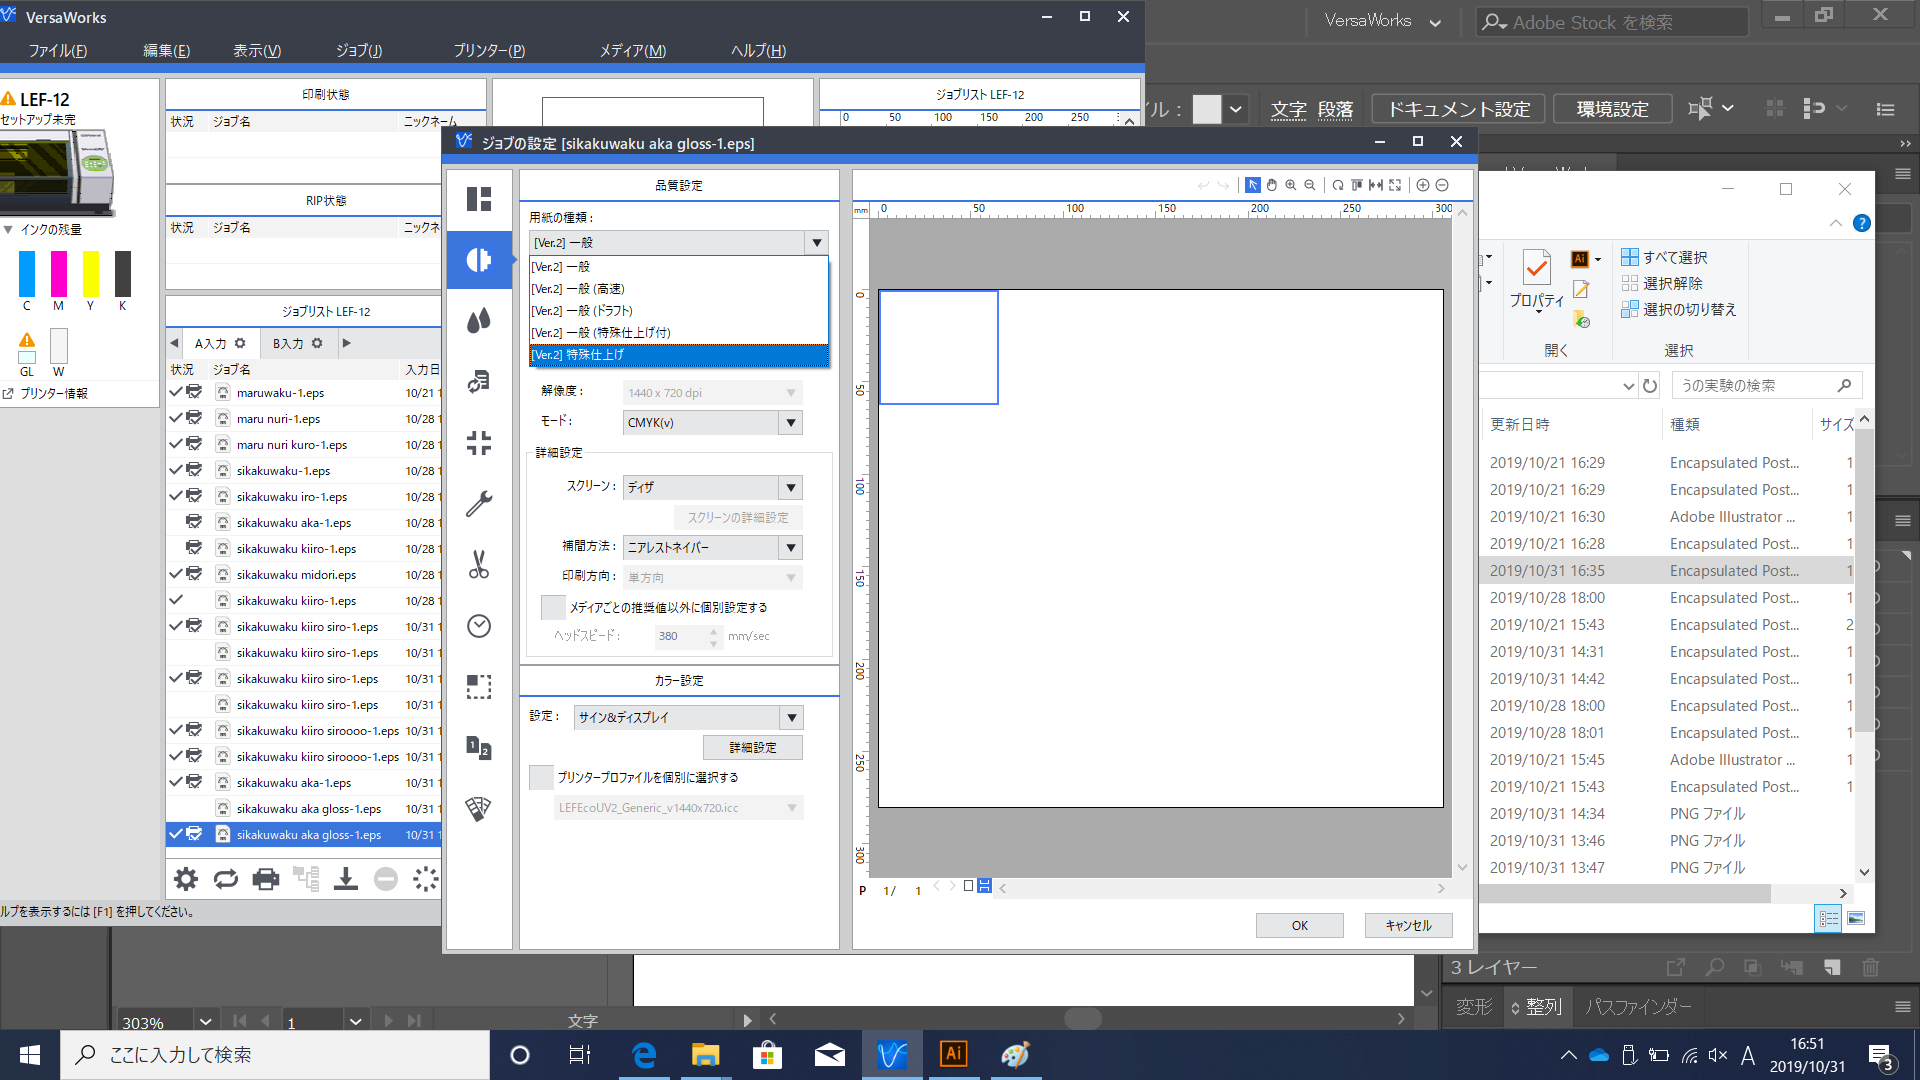 VersaWorks
ファイル(F) 編集(E) 表示(V) ジョブ(J) プリンター(P) メディア(M) ヘルプ(H)
LEF-12
セットアップ未完
インクの残量
C M Y K
GL W
プリンター情報
印刷状態
状況 ジョブ名 ニックネーム
RIP状態
状況 ジョブ名 ニックネ
ジョブリスト LEF-12
0 50 100 150 200 250
ジョブリスト LEF-12
A入力 B入力
状況 ジョブ名 入力日
maruwaku-1.eps 10/21 1
maru nuri-1.eps 10/28 1
maru nuri kuro-1.eps 10/28 1
sikakuwaku-1.eps 10/28 1
sikakuwaku iro-1.eps 10/28 1
sikakuwaku aka-1.eps 10/28 1
sikakuwaku kiiro-1.eps 10/28 1
sikakuwaku midori.eps 10/28 1
sikakuwaku kiiro-1.eps 10/28 1
sikakuwaku kiiro siro-1.eps 10/31 1
sikakuwaku kiiro siro-1.eps 10/31 1
sikakuwaku kiiro siro-1.eps 10/31 1
sikakuwaku kiiro siro-1.eps 10/31 1
sikakuwaku kiiro siroooo-1.eps 10/31 1
sikakuwaku kiiro siroooo-1.eps 10/31 1
sikakuwaku aka-1.eps 10/31 1
sikakuwaku aka gloss-1.eps 10/31 1
sikakuwaku aka gloss-1.eps 10/31 1
ルプを表示するには [F1] を押してください。
ジョブの設定 [sikakuwaku aka gloss-1.eps]
品質設定
用紙の種類 :
[Ver.2] 一般
[Ver.2] 一般
[Ver.2] 一般 (高速)
[Ver.2] 一般 (ドラフト)
[Ver.2] 一般 (特殊仕上げ付)
[Ver.2] 特殊仕上げ
解像度 : 1440 x 720 dpi
モード : CMYK(v)
詳細設定
スクリーン : ディザ
スクリーンの詳細設定
補間方法 : ニアレストネイバー
印刷方向 : 単方向
メディアごとの推奨値以外に個別設定する
ヘッドスピード : 380 mm/sec
カラー設定
設定 : サイン&ディスプレイ
詳細設定
プリンタープロファイルを個別に選択する
LEFEcoUV2_Generic_v1440x720.icc
mm 0 50 100 150 200 250 300
0
50
100
150
200
250
300
P 1/ 1
OK キャンセル
VersaWorks Adobe Stock を検索
イル : 文字 段落 ドキュメント設定 環境設定
プロパティ
開く
すべて選択
選択解除
選択の切り替え
選択
うの実験の検索
更新日時 種類 サイズ
2019/10/21 16:29 Encapsulated Post... 1
2019/10/21 16:29 Encapsulated Post... 1
2019/10/21 16:30 Adobe Illustrator ... 1
2019/10/21 16:28 Encapsulated Post... 1
2019/10/31 16:35 Encapsulated Post... 1
2019/10/28 18:00 Encapsulated Post... 1
2019/10/21 15:43 Encapsulated Post... 2
2019/10/31 14:31 Encapsulated Post... 1
2019/10/31 14:42 Encapsulated Post... 1
2019/10/28 18:00 Encapsulated Post... 1
2019/10/28 18:01 Encapsulated Post... 1
2019/10/21 15:45 Adobe Illustrator ... 1
2019/10/21 15:43 Encapsulated Post... 1
2019/10/31 14:34 PNG ファイル
2019/10/31 13:46 PNG ファイル
2019/10/31 13:47 PNG ファイル
3 レイヤー
変形 整列 パスファインダー
303% 1 文字
ここに入力して検索
Ai
A
16:51
2019/10/31
3